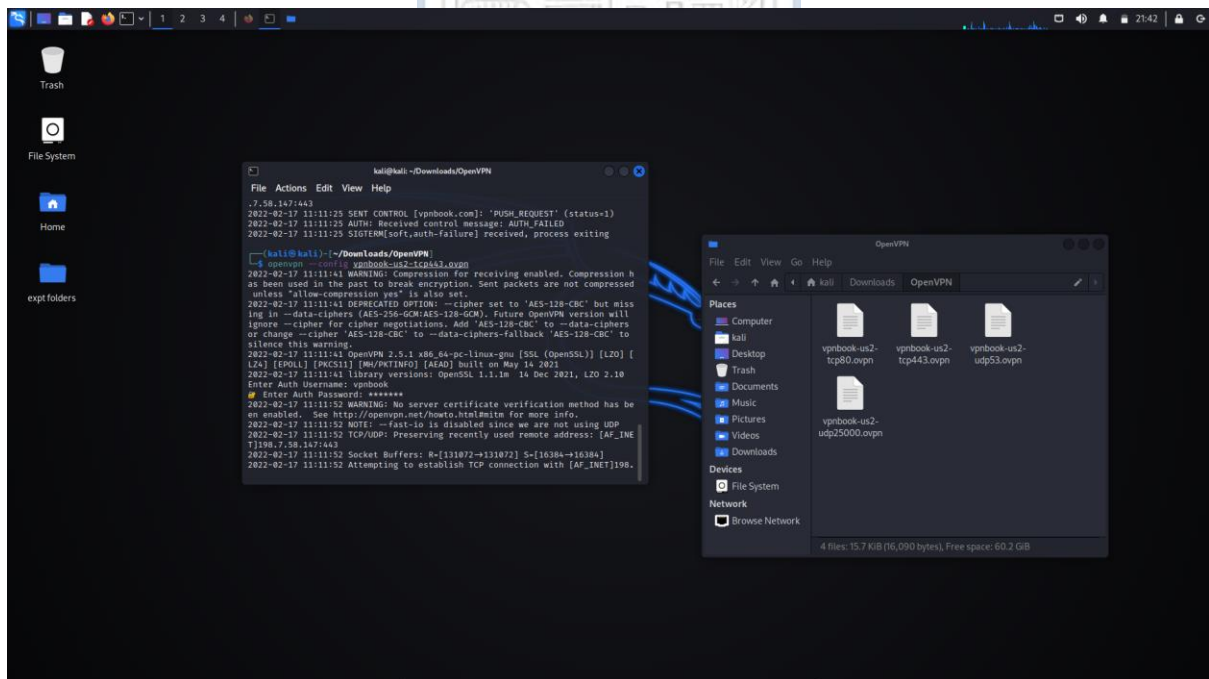 1 2 3 4
21:42
Trash
File System
Home
expt folders
kali@kali: ~/Downloads/OpenVPN
File Actions Edit View Help
.7.58.147:443
2022-02-17 11:11:25 SENT CONTROL [vpnbook.com]: 'PUSH_REQUEST' (status=1)
2022-02-17 11:11:25 AUTH: Received control message: AUTH_FAILED
2022-02-17 11:11:25 SIGTERM[soft,auth-failure] received, process exiting
(kali㉿kali)-[~/Downloads/OpenVPN]
$ openvpn --config vpnbook-us2-tcp443.ovpn
2022-02-17 11:11:41 WARNING: Compression for receiving enabled. Compression h
as been used in the past to break encryption. Sent packets are not compressed
unless "allow-compression yes" is also set.
2022-02-17 11:11:41 DEPRECATED OPTION: --cipher set to 'AES-128-CBC' but miss
ing in --data-ciphers (AES-256-GCM:AES-128-GCM). Future OpenVPN version will
ignore --cipher for cipher negotiations. Add 'AES-128-CBC' to --data-ciphers
or change --cipher 'AES-128-CBC' to --data-ciphers-fallback 'AES-128-CBC' to
silence this warning.
2022-02-17 11:11:41 OpenVPN 2.5.1 x86_64-pc-linux-gnu [SSL (OpenSSL)] [LZO] [
LZ4] [EPOLL] [PKCS11] [MH/PKTINFO] [AEAD] built on May 14 2021
2022-02-17 11:11:41 library versions: OpenSSL 1.1.1m 14 Dec 2021, LZO 2.10
Enter Auth Username: vpnbook
🔐 Enter Auth Password: *******
2022-02-17 11:11:52 WARNING: No server certificate verification method has be
en enabled. See http://openvpn.net/howto.html#mitm for more info.
2022-02-17 11:11:52 NOTE: --fast-io is disabled since we are not using UDP
2022-02-17 11:11:52 TCP/UDP: Preserving recently used remote address: [AF_INE
T]198.7.58.147:443
2022-02-17 11:11:52 Socket Buffers: R=[131072→131072] S=[16384→16384]
2022-02-17 11:11:52 Attempting to establish TCP connection with [AF_INET]198.
OpenVPN
File Edit View Go Help
kali Downloads OpenVPN
Places
Computer
kali
Desktop
Trash
Documents
Music
Pictures
Videos
Downloads
Devices
File System
Network
Browse Network
vpnbook-us2-
tcp80.ovpn
vpnbook-us2-
tcp443.ovpn
vpnbook-us2-
udp53.ovpn
vpnbook-us2-
udp25000.ovpn
4 files: 15.7 KiB (16,090 bytes), Free space: 60.2 GiB